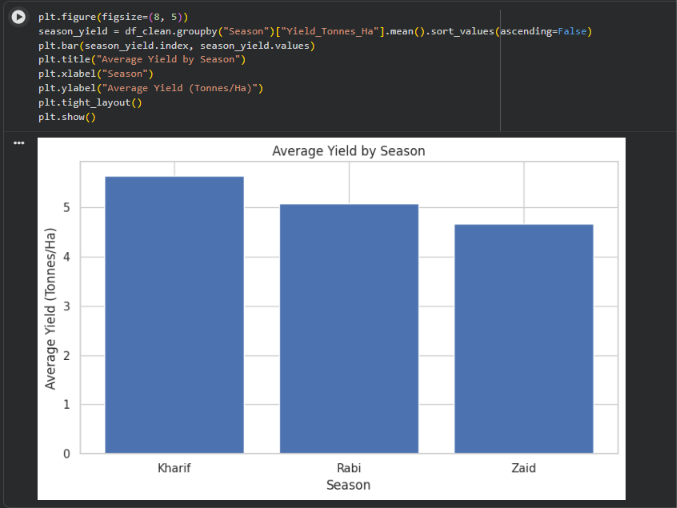 plt.figure(figsize=(8, 5))
season_yield = df_clean.groupby("Season")["Yield_Tonnes_Ha"].mean().sort_values(ascending=False)
plt.bar(season_yield.index, season_yield.values)
plt.title("Average Yield by Season")
plt.xlabel("Season")
plt.ylabel("Average Yield (Tonnes/Ha)")
plt.tight_layout()
plt.show()
Average Yield by Season
Average Yield (Tonnes/Ha)
5
4
3
2
1
0
Kharif Rabi Zaid
Season